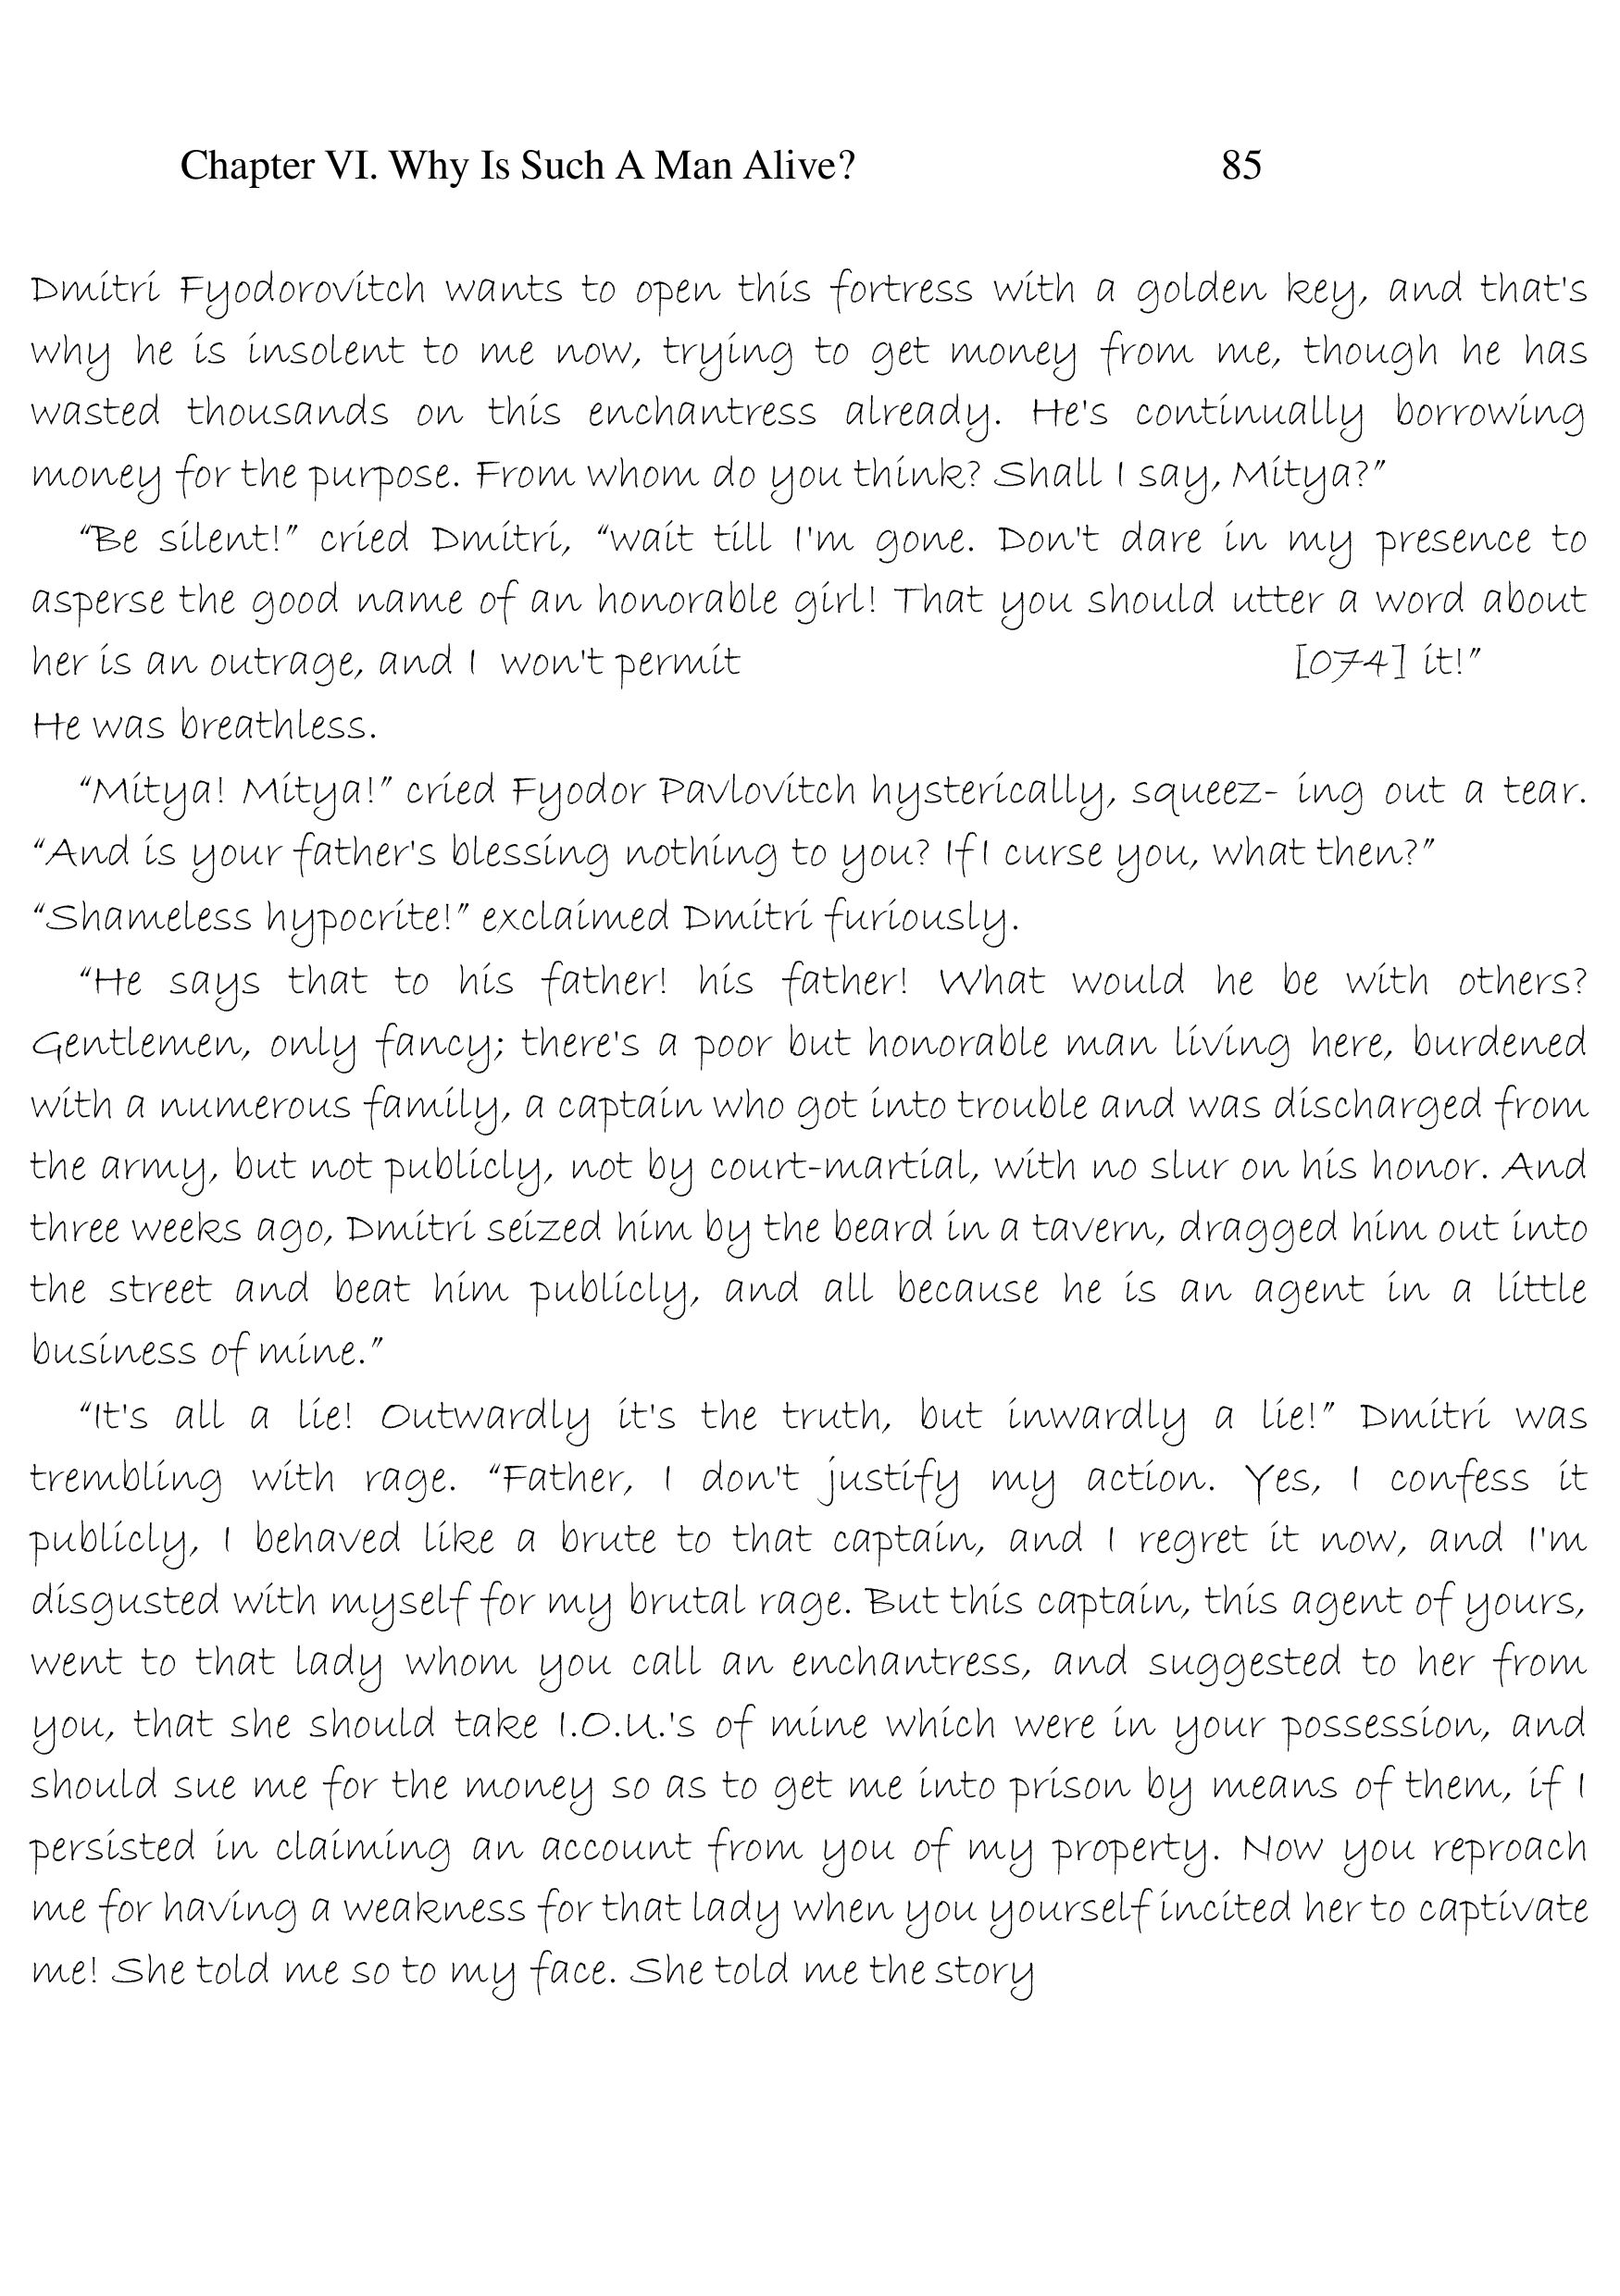 Chapter VI. Why Is Such A Man Alive? 85
Dmitri Fyodorovitch wants to open this fortress with a golden key, and that's
why he is insolent to me now, trying to get money from me, though he has
wasted thousands on this enchantress already. He's continually borrowing
money for the purpose. From whom do you think? Shall I say, Mitya?”
“Be silent!” cried Dmitri, “wait till I'm gone. Don't dare in my presence to
asperse the good name of an honorable girl! That you should utter a word about
her is an outrage, and I won't permit [074] it!”
He was breathless.
“Mitya! Mitya!” cried Fyodor Pavlovitch hysterically, squeez- ing out a tear.
“And is your father's blessing nothing to you? If I curse you, what then?”
“Shameless hypocrite!” exclaimed Dmitri furiously.
“He says that to his father! his father! What would he be with others?
Gentlemen, only fancy; there's a poor but honorable man living here, burdened
with a numerous family, a captain who got into trouble and was discharged from
the army, but not publicly, not by court-martial, with no slur on his honor. And
three weeks ago, Dmitri seized him by the beard in a tavern, dragged him out into
the street and beat him publicly, and all because he is an agent in a little
business of mine.”
“It's all a lie! Outwardly it's the truth, but inwardly a lie!” Dmitri was
trembling with rage. “Father, I don't justify my action. Yes, I confess it
publicly, I behaved like a brute to that captain, and I regret it now, and I'm
disgusted with myself for my brutal rage. But this captain, this agent of yours,
went to that lady whom you call an enchantress, and suggested to her from
you, that she should take I.O.U.'s of mine which were in your possession, and
should sue me for the money so as to get me into prison by means of them, if I
persisted in claiming an account from you of my property. Now you reproach
me for having a weakness for that lady when you yourself incited her to captivate
me! She told me so to my face. She told me the story